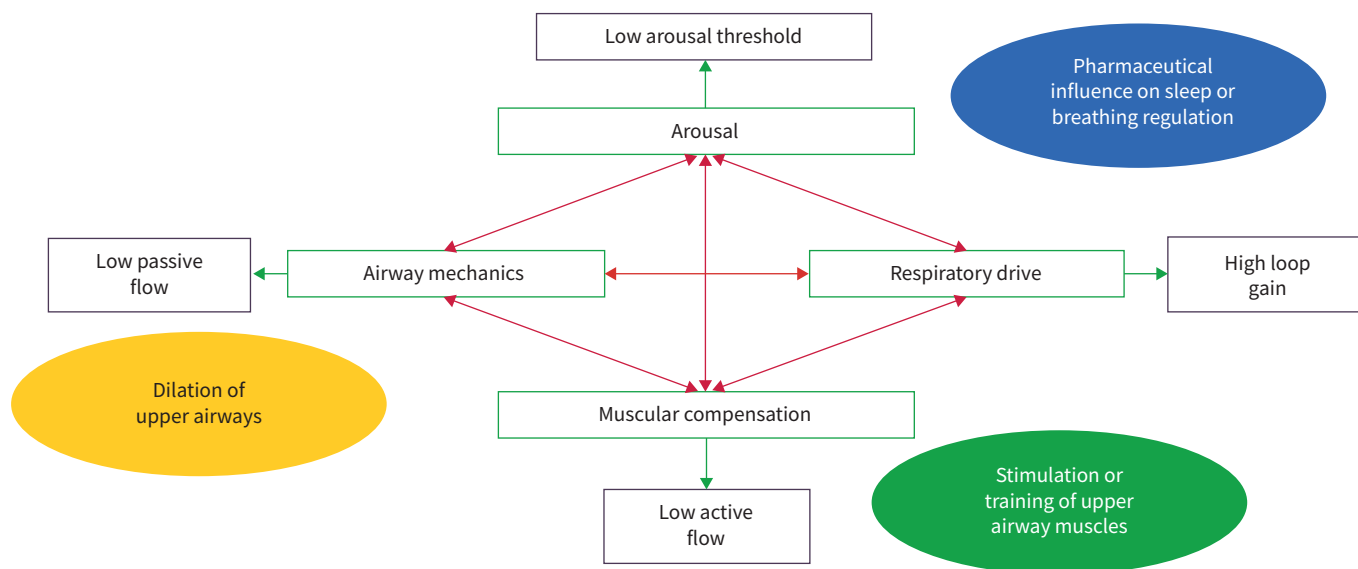 Low arousal threshold
Pharmaceutical
influence on sleep or
breathing regulation
Arousal
Low passive
flow
Airway mechanics
Respiratory drive
High loop
gain
Dilation of
upper airways
Muscular compensation
Stimulation or
training of upper
airway muscles
Low active
flow